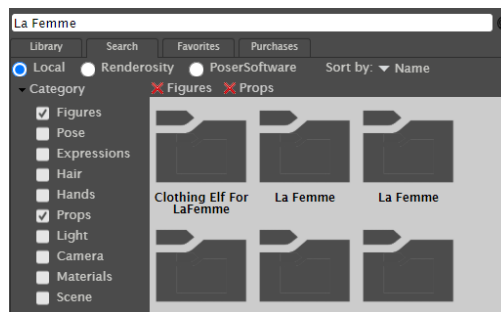 La Femme
Library Search Favorites Purchases
Local Renderosity PoserSoftware Sort by: Name
Category Figures Props
Figures
Pose
Expressions
Hair
Hands
Props
Light
Camera
Materials
Scene
Clothing Elf For LaFemme
La Femme
La Femme